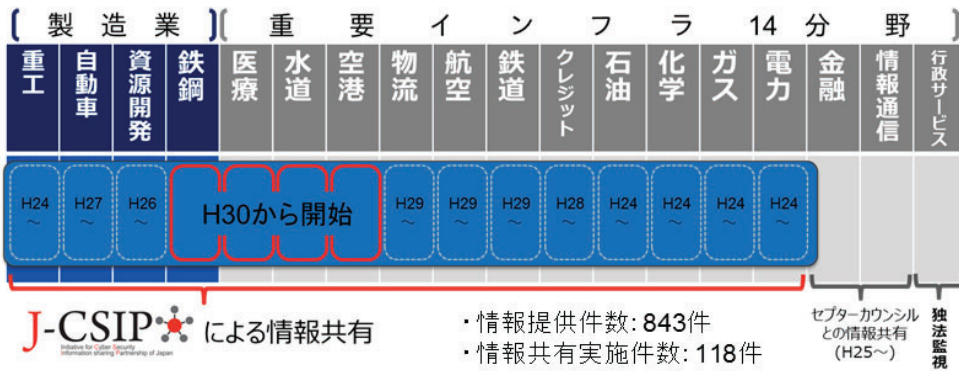 [ 製 造 業 ][ 重 要 イ ン フ ラ 14 分 野 ]
重工
自動車
資源開発
鉄鋼
医療
水道
空港
物流
航空
鉄道
クレジット
石油
化学
ガス
電力
金融
情報通信
行政サービス
H24
～
H27
～
H26
～
H30から開始
H29
～
H29
～
H29
～
H28
～
H24
～
H24
～
H24
～
H24
～
J-CSIP による情報共有
Initiative for Cyber Security
Information sharing Partnership of Japan
・情報提供件数: 843件
・情報共有実施件数: 118件
セプターカウンシル
との情報共有
(H25～)
独法監視